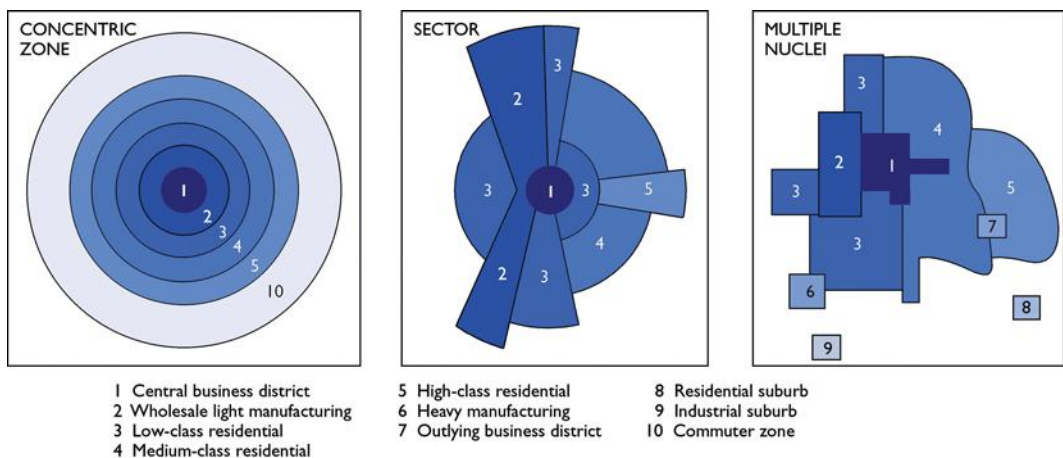 CONCENTRIC
ZONE
1
2
3
4
5
10
SECTOR
3
2
3
1
3
5
4
2
3
MULTIPLE
NUCLEI
3
4
2
1
3
5
7
3
6
8
9
1 Central business district
2 Wholesale light manufacturing
3 Low-class residential
4 Medium-class residential
5 High-class residential
6 Heavy manufacturing
7 Outlying business district
8 Residential suburb
9 Industrial suburb
10 Commuter zone